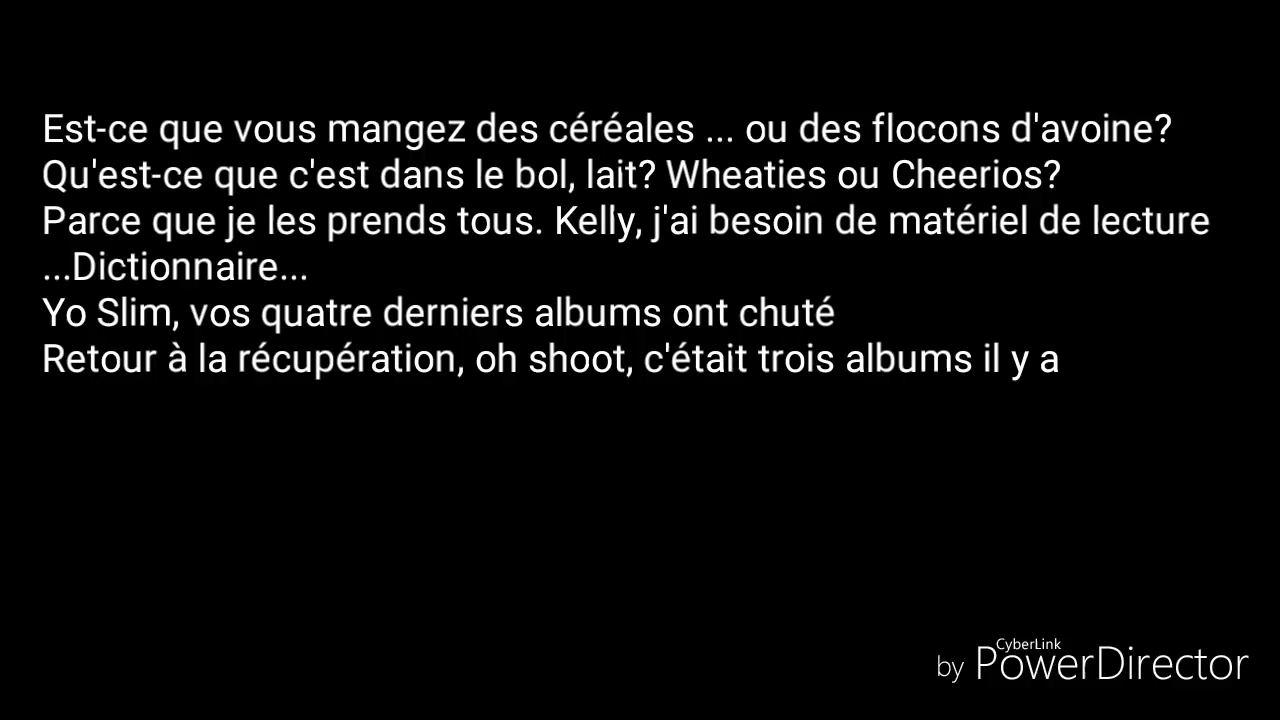 Est-ce que vous mangez des céréales ... ou des flocons d'avoine?
Qu'est-ce que c'est dans le bol, lait? Wheaties ou Cheerios?
Parce que je les prends tous. Kelly, j'ai besoin de matériel de lecture
...Dictionnaire...
Yo Slim, vos quatre derniers albums ont chuté
Retour à la récupération, oh shoot, c'était trois albums il y a
CyberLink
by PowerDirector